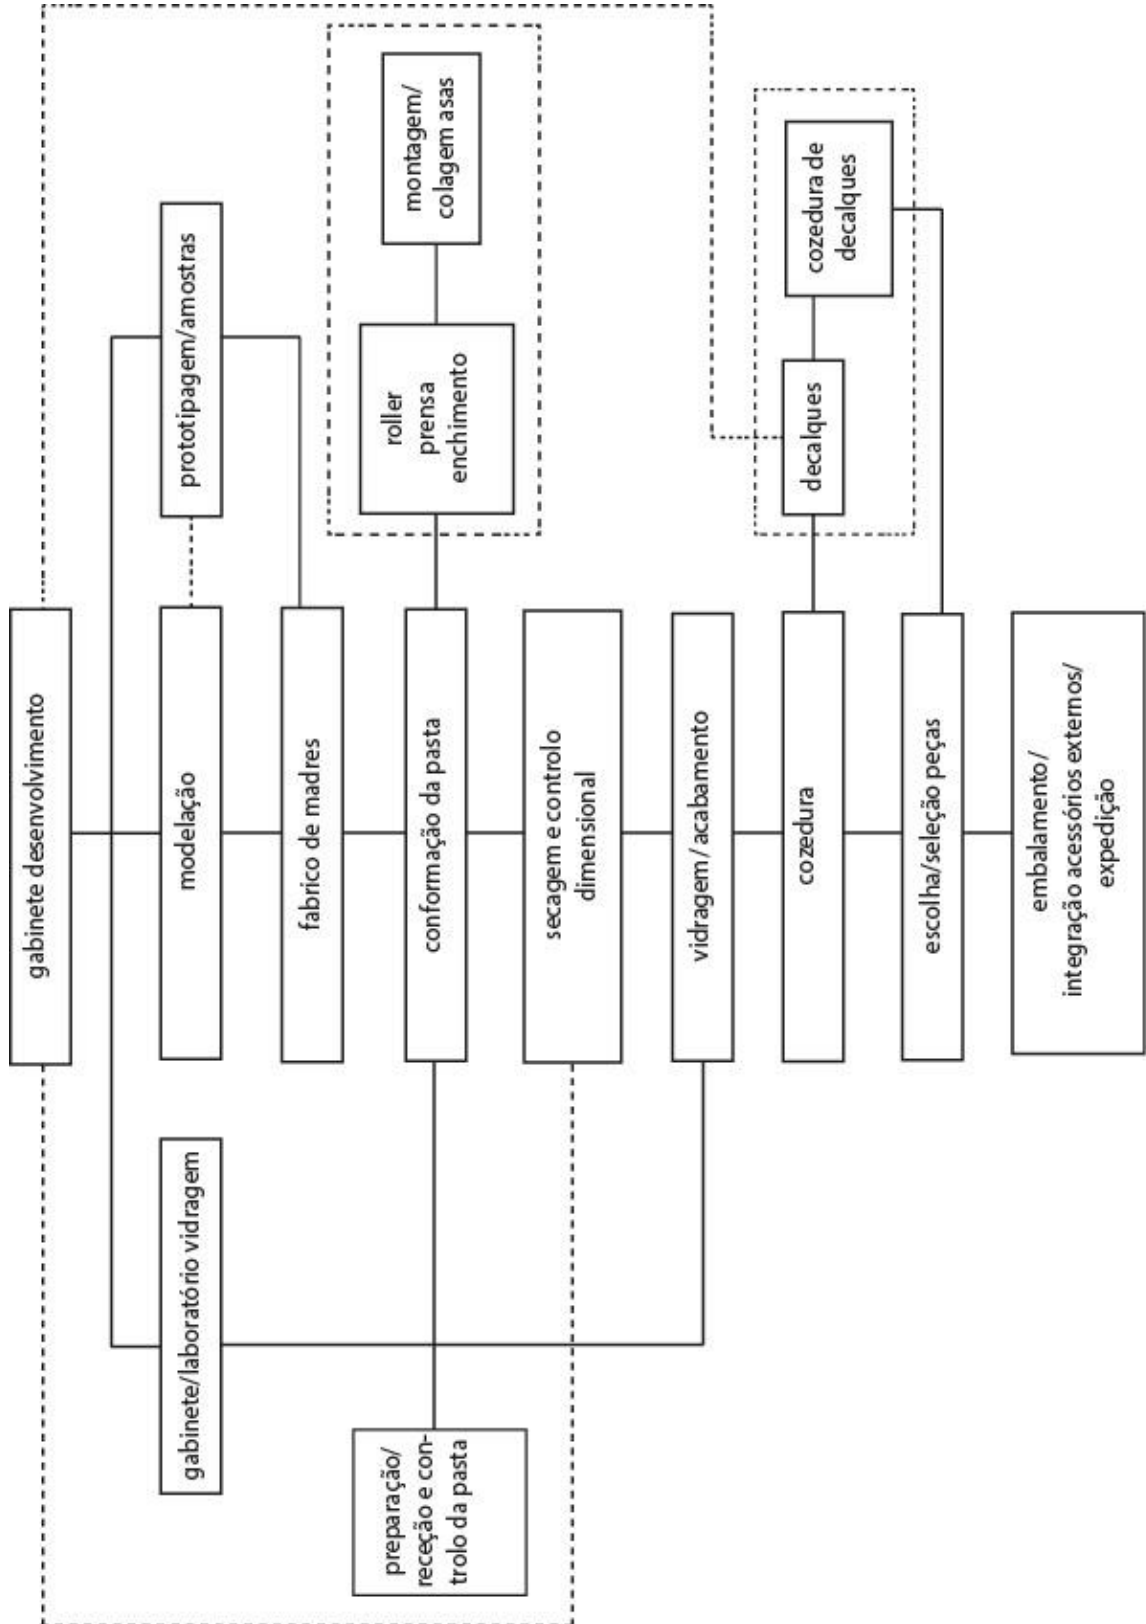 gabinete desenvolvimento
gabinete/laboratório vidragem
modelação
prototipagem/amostras
fabrico de madres
preparação/
receção e con-
trolo da pasta
conformação da pasta
roller
prensa
enchimento
montagem/
colagem asas
secagem e controlo
dimensional
vidragem/ acabamento
cozedura
decalques
cozedura de
decalques
escolha/seleção peças
embalamento/
integração acessórios externos/
expedição